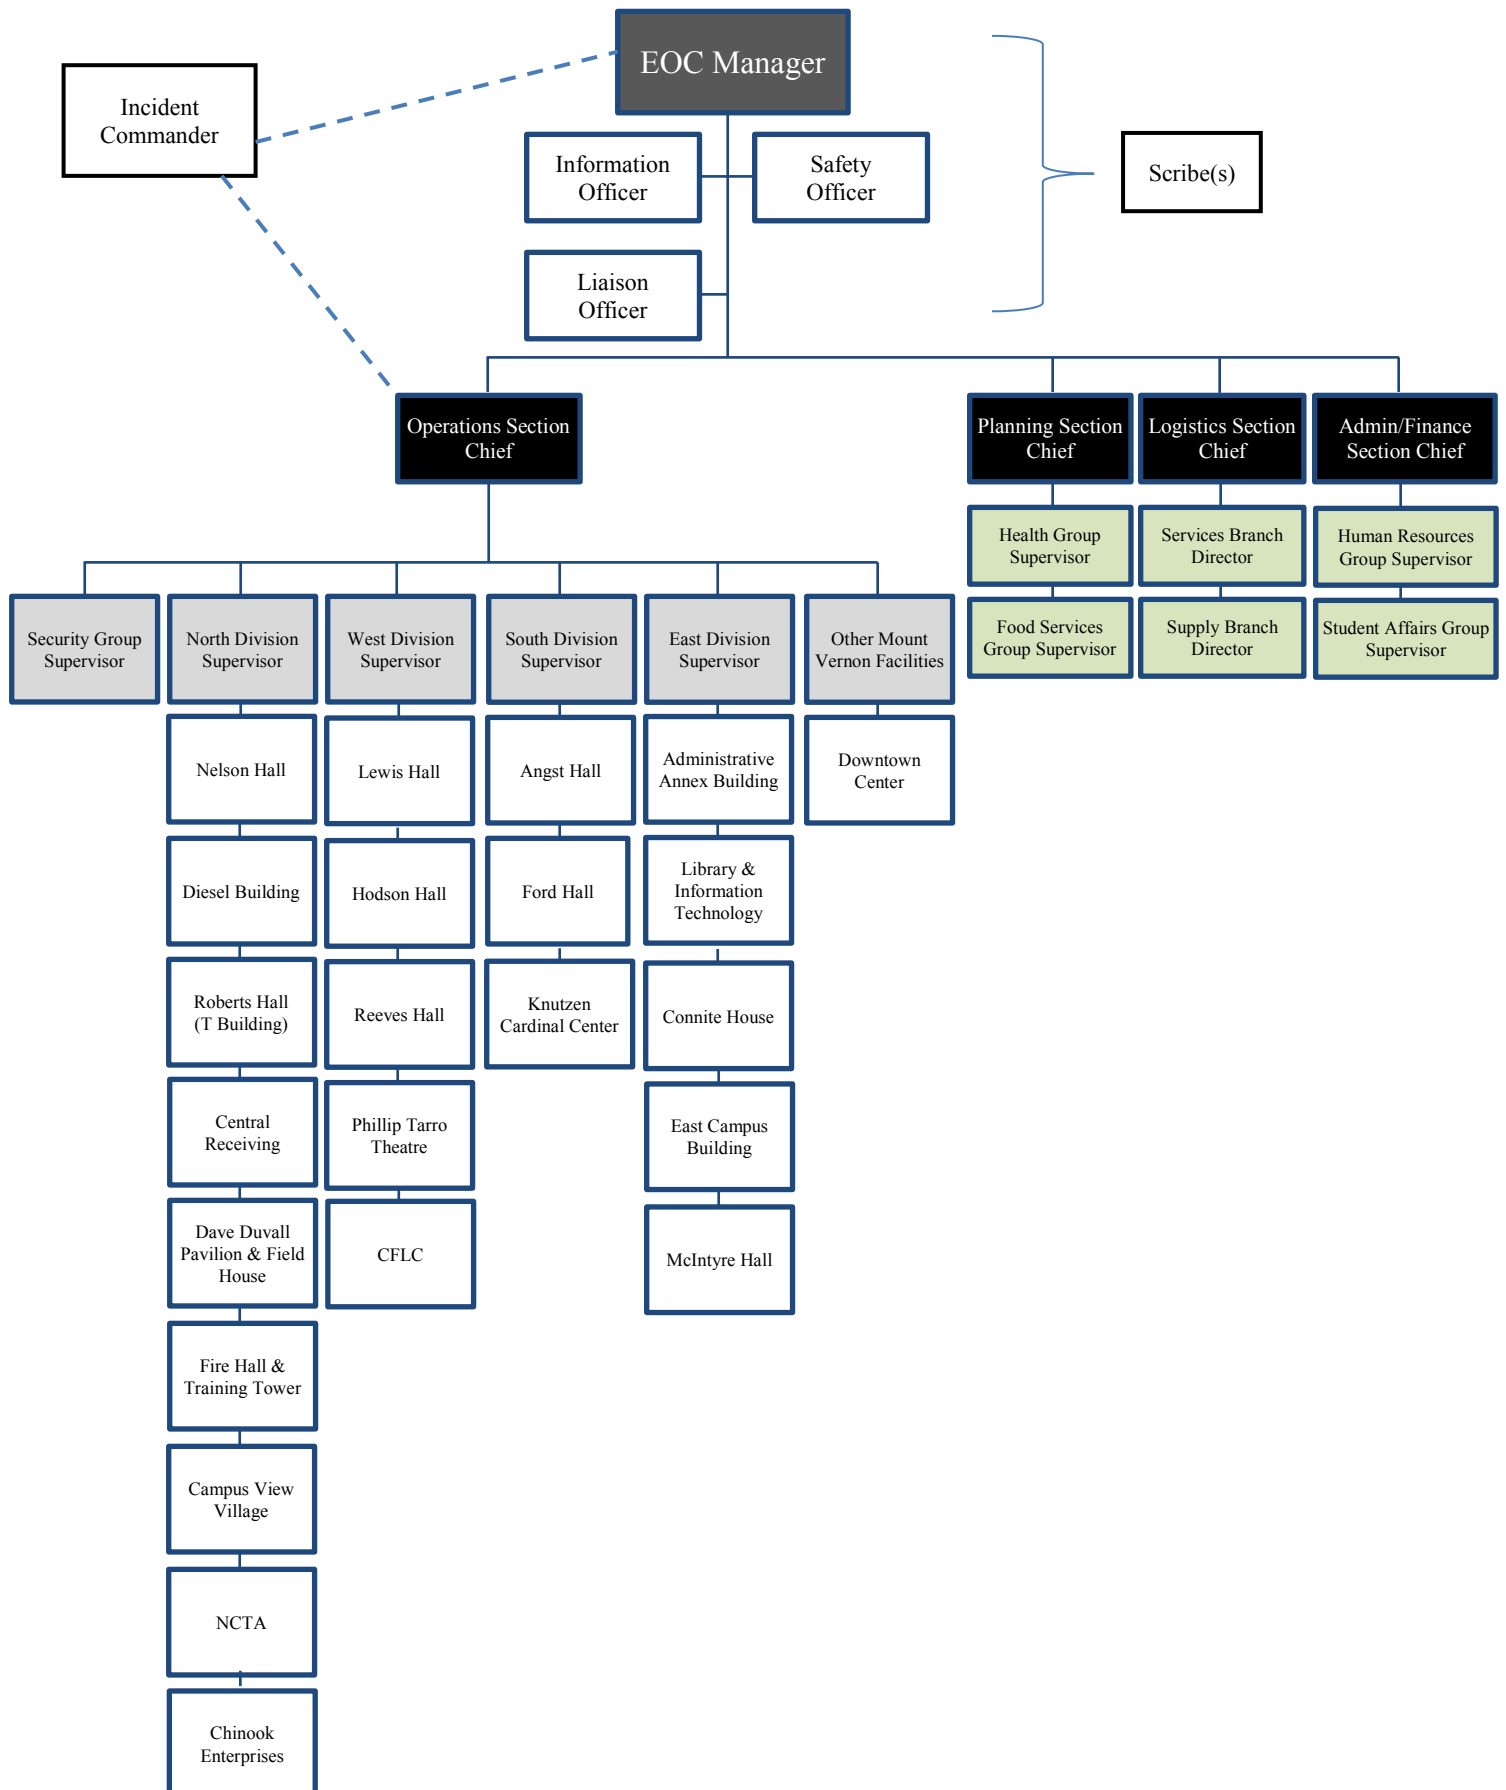 EOC Manager
Incident
Commander
Information
Officer
Safety
Officer
Scribe(s)
Liaison
Officer
Operations Section
Chief
Planning Section
Chief
Logistics Section
Chief
Admin/Finance
Section Chief
Health Group
Supervisor
Services Branch
Director
Human Resources
Group Supervisor
Food Services
Group Supervisor
Supply Branch
Director
Student Affairs Group
Supervisor
Security Group
Supervisor
North Division
Supervisor
West Division
Supervisor
South Division
Supervisor
East Division
Supervisor
Other Mount
Vernon Facilities
Nelson Hall
Diesel Building
Roberts Hall
(T Building)
Central
Receiving
Dave Duvall
Pavilion & Field
House
Fire Hall &
Training Tower
Campus View
Village
NCTA
Chinook
Enterprises
Lewis Hall
Hodson Hall
Reeves Hall
Phillip Tarro
Theatre
CFLC
Angst Hall
Ford Hall
Knutzen
Cardinal Center
Administrative
Annex Building
Library &
Information
Technology
Connite House
East Campus
Building
McIntyre Hall
Downtown
Center